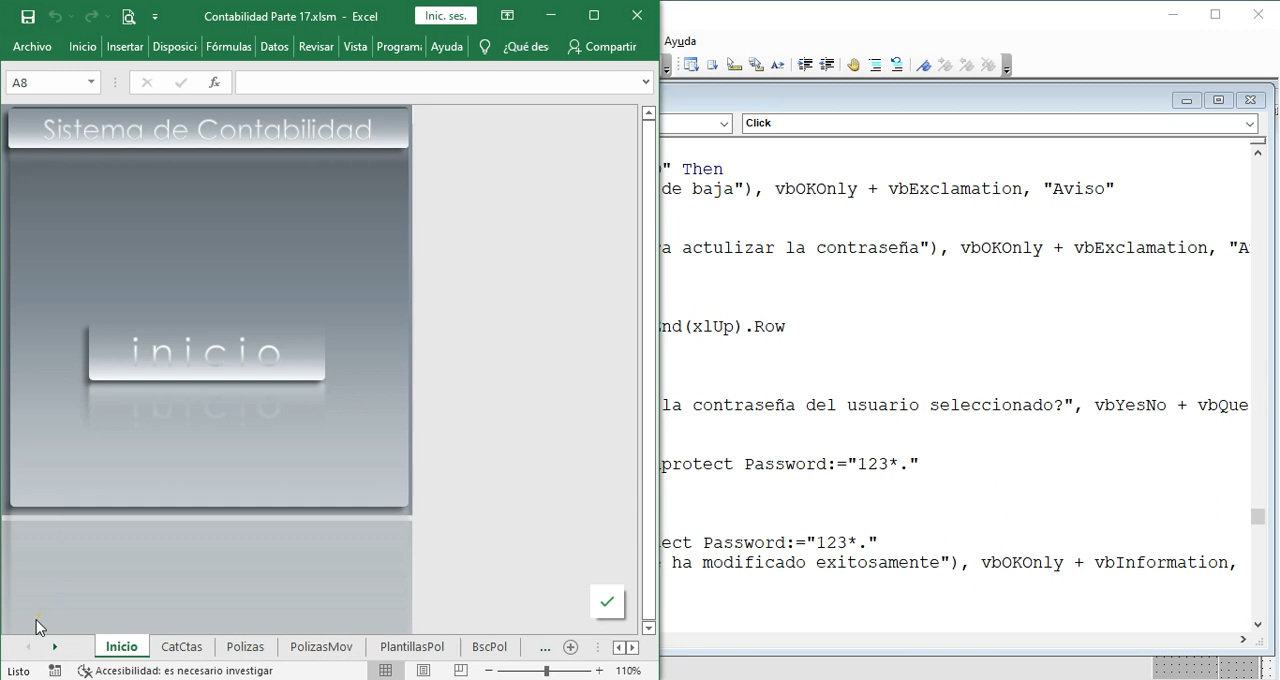 Contabilidad Parte 17.xlsm - Excel
Inic. ses.
Archivo Inicio Insertar Disposici Fórmulas Datos Revisar Vista Programa Ayuda ¿Qué des Compartir
A8
fx
Sistema de Contabilidad
inicio
Inicio CatCtas Polizas PolizasMov PlantillasPol BscPol ...
Listo Accesibilidad: es necesario investigar 110%
Ayuda
Click
" Then
de baja"), vbOKOnly + vbExclamation, "Aviso"
a actulizar la contraseña"), vbOKOnly + vbExclamation, "A
nd(xlUp).Row
la contraseña del usuario seleccionado?", vbYesNo + vbQue
protect Password:="123*."
ect Password:="123*."
ha modificado exitosamente"), vbOKOnly + vbInformation,